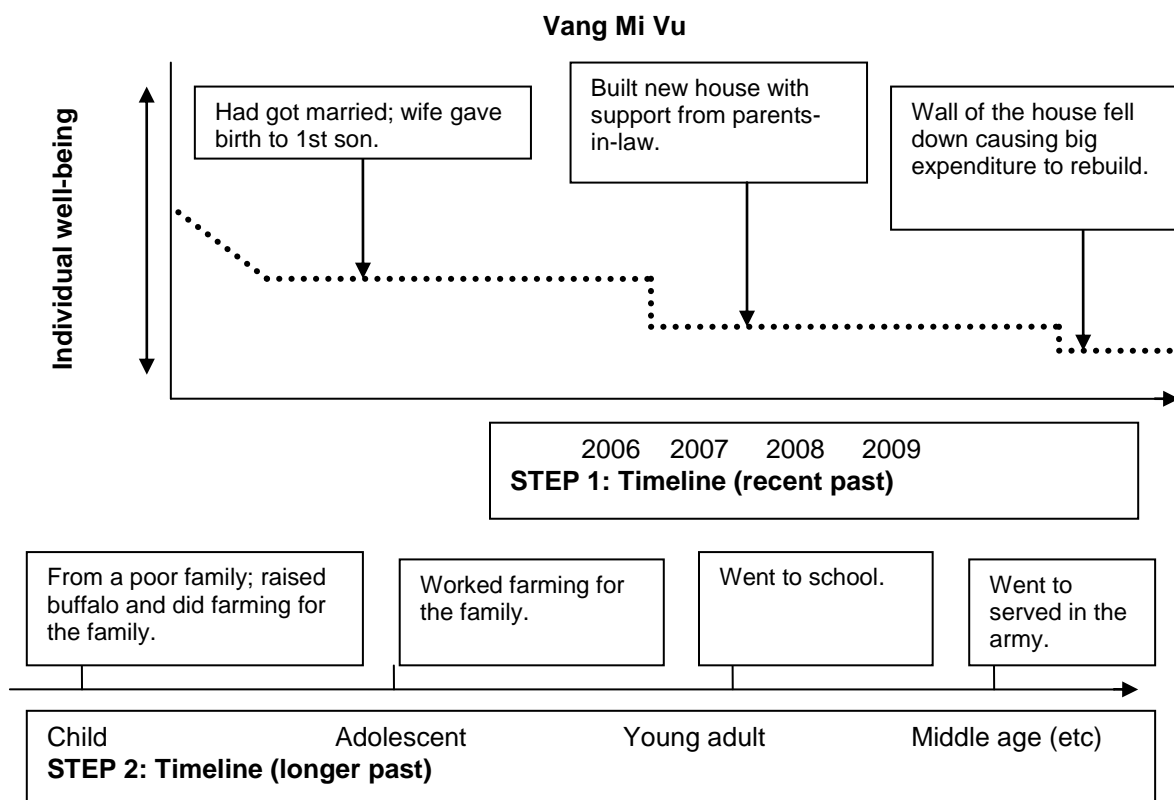 Vang Mi Vu
Individual well-being
Had got married; wife gave
birth to 1st son.
Built new house with
support from parents-
in-law.
Wall of the house fell
down causing big
expenditure to rebuild.
2006 2007 2008 2009
STEP 1: Timeline (recent past)
From a poor family; raised
buffalo and did farming for
the family.
Worked farming for
the family.
Went to school.
Went to
served in the
army.
Child Adolescent Young adult Middle age (etc)
STEP 2: Timeline (longer past)